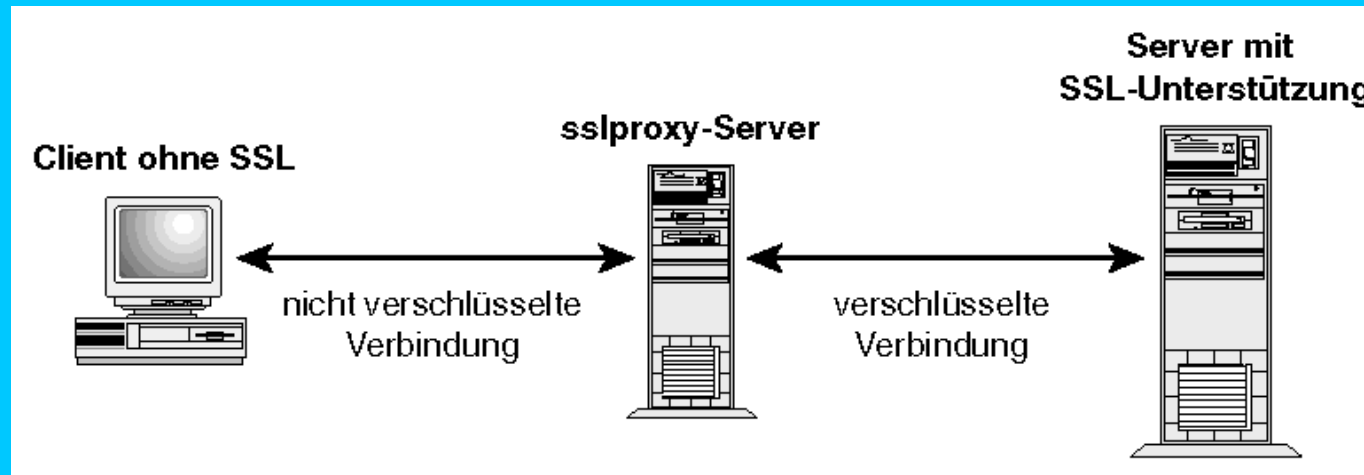 Server mit
SSL-Unterstützung
sslproxy-Server
Client ohne SSL
nicht verschlüsselte
Verbindung
verschlüsselte
Verbindung